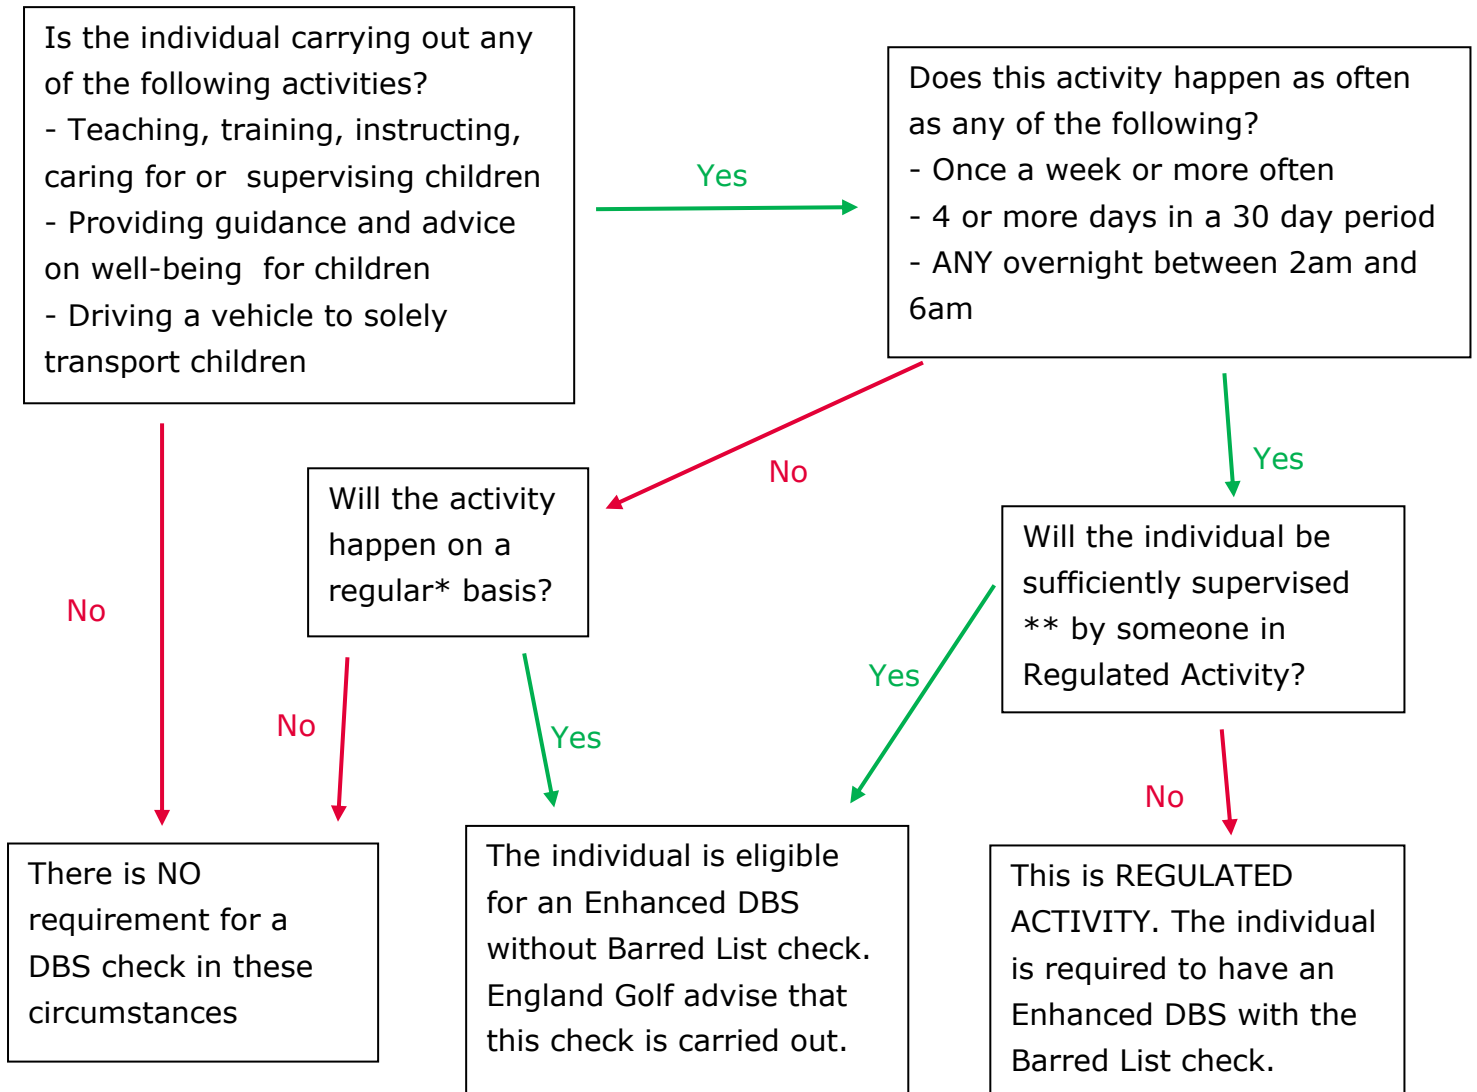 Is the individual carrying out any
of the following activities?
- Teaching, training, instructing,
caring for or supervising children
- Providing guidance and advice
on well-being for children
- Driving a vehicle to solely
transport children
Yes
Does this activity happen as often
as any of the following?
- Once a week or more often
- 4 or more days in a 30 day period
- ANY overnight between 2am and
6am
No
No
Yes
Will the activity
happen on a
regular* basis?
Will the individual be
sufficiently supervised
** by someone in
Regulated Activity?
No
Yes
Yes
No
There is NO
requirement for a
DBS check in these
circumstances
The individual is eligible
for an Enhanced DBS
without Barred List check.
England Golf advise that
this check is carried out.
This is REGULATED
ACTIVITY. The individual
is required to have an
Enhanced DBS with the
Barred List check.